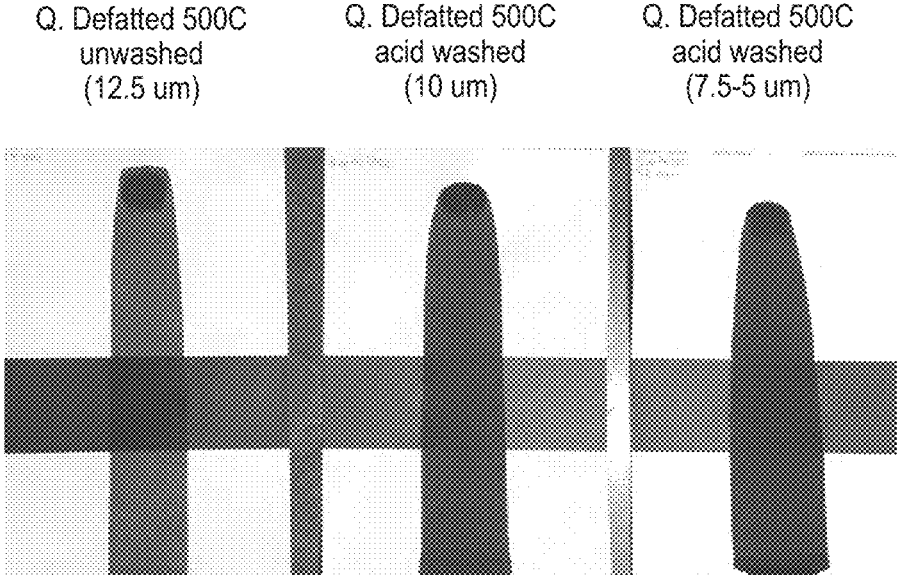 Q. Defatted 500C
unwashed
(12.5 um)
Q. Defatted 500C
acid washed
(10 um)
Q. Defatted 500C
acid washed
(7.5-5 um)